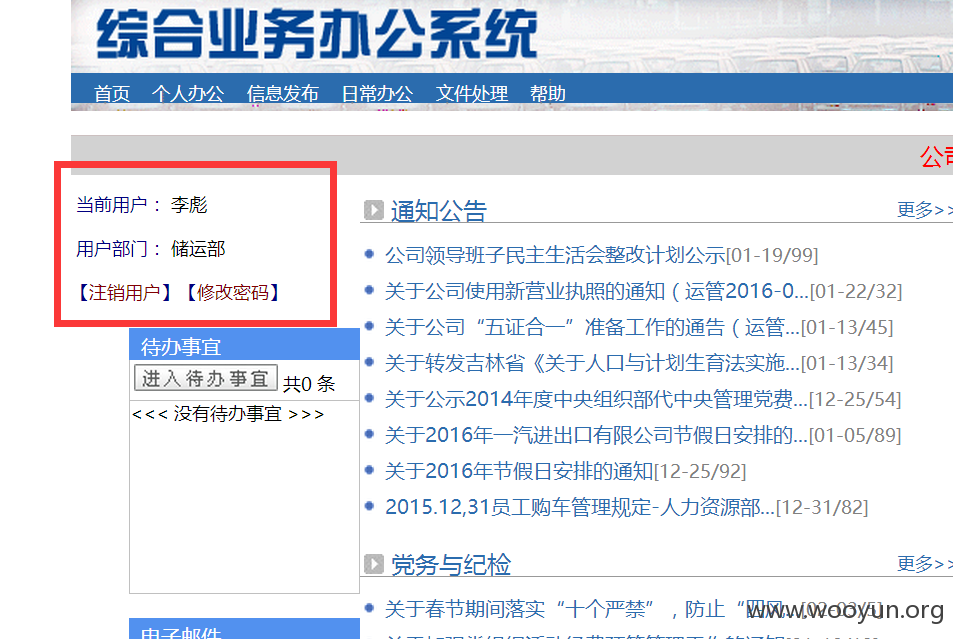 综合业务办公系统
首页 个人办公 信息发布 日常办公 文件处理 帮助
公司
当前用户： 李彪
用户部门： 储运部
【注销用户】【修改密码】
待办事宜
进入待办事宜 共0 条
<<< 没有待办事宜 >>>
电子邮件
通知公告 更多>>
公司领导班子民主生活会整改计划公示[01-19/99]
关于公司使用新营业执照的通知（运管2016-0...[01-22/32]
关于公司“五证合一”准备工作的通告（运管...[01-13/45]
关于转发吉林省《关于人口与计划生育法实施...[01-13/34]
关于公示2014年度中央组织部代中央管理党费...[12-25/54]
关于2016年一汽进出口有限公司节假日安排的...[01-05/89]
关于2016年节假日安排的通知[12-25/92]
2015.12,31员工购车管理规定-人力资源部...[12-31/82]
党务与纪检 更多>>
关于春节期间落实“十个严禁”，防止“四风...[02-03/5]
www.wooyun.org